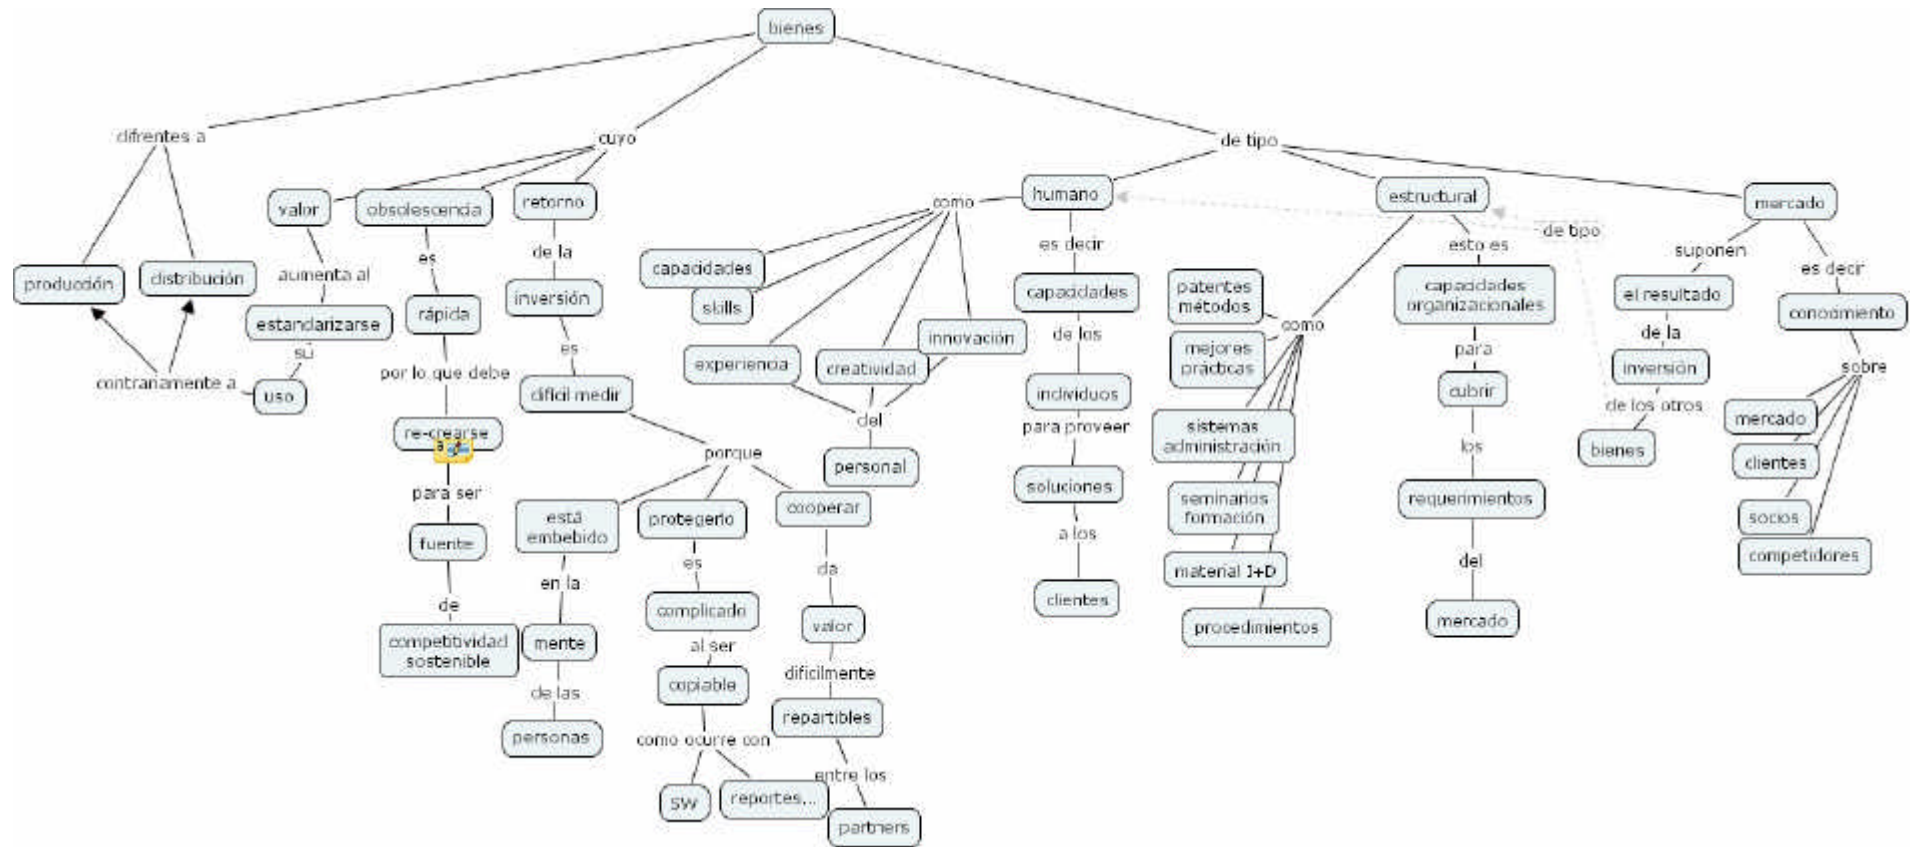 bienes
difrentes a
cuyo
de tipo
valor
obsolescencia
retorno
como
humano
estructural
mercado
de tipo
producción
distribución
aumenta al
es
de la
capacidades
skills
es decir
esto es
suponen
es decir
estandarizarse
rápida
inversión
innovación
capacidades
patentes
métodos
como
capacidades
organizacionales
el resultado
conocimiento
su
contrariamente a
uso
por lo que debe
es
experiencia
creatividad
de los
mejores
prácticas
para
de la
inversión
sobre
re-crearse
difícil medir
del
individuos
cubrir
de los otros
mercado
personal
para proveer
sistemas
administración
los
bienes
clientes
para ser
porque
soluciones
seminarios
formación
requerimientos
socios
fuente
está
embebido
protegerlo
cooperar
a los
material I+D
del
competidores
de
en la
es
da
clientes
procedimientos
mercado
competitividad
sostenible
mente
complicado
valor
de las
al ser
dificilmente
personas
copiable
repartibles
como ocurre con
entre los
SW
reportes...
partners